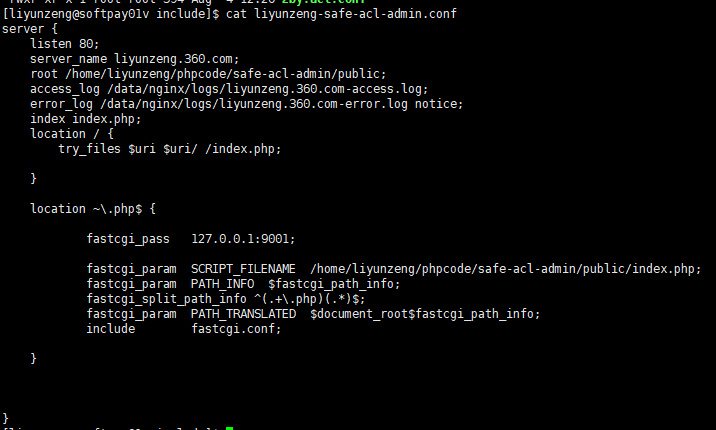 [liyunzeng@softpay01v include]$ cat liyunzeng-safe-acl-admin.conf
server {
    listen 80;
    server_name liyunzeng.360.com;
    root /home/liyunzeng/phpcode/safe-acl-admin/public;
    access_log /data/nginx/logs/liyunzeng.360.com-access.log;
    error_log /data/nginx/logs/liyunzeng.360.com-error.log notice;
    index index.php;
    location / {
        try_files $uri $uri/ /index.php;
    }
    location ~\.php$ {
            fastcgi_pass   127.0.0.1:9001;
            fastcgi_param  SCRIPT_FILENAME  /home/liyunzeng/phpcode/safe-acl-admin/public/index.php;
            fastcgi_param  PATH_INFO  $fastcgi_path_info;
            fastcgi_split_path_info ^(.+\.php)(.*)$;
            fastcgi_param  PATH_TRANSLATED  $document_root$fastcgi_path_info;
            include        fastcgi.conf;
    }
}